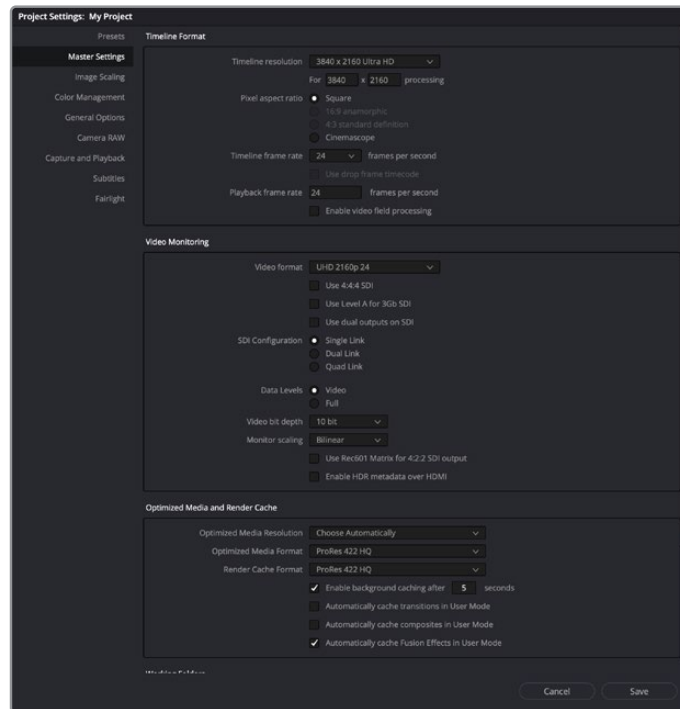 Project Settings: My Project
Presets
Master Settings
Image Scaling
Color Management
General Options
Camera RAW
Capture and Playback
Subtitles
Fairlight
Timeline Format
Timeline resolution 3840 x 2160 Ultra HD
For 3840 x 2160 processing
Pixel aspect ratio Square
16:9 anamorphic
4:3 standard definition
Cinemascope
Timeline frame rate 24 frames per second
Use drop frame timecode
Playback frame rate 24 frames per second
Enable video field processing
Video Monitoring
Video format UHD 2160p 24
Use 4:4:4 SDI
Use Level A for 3Gb SDI
Use dual outputs on SDI
SDI Configuration Single Link
Dual Link
Quad Link
Data Levels Video
Full
Video bit depth 10 bit
Monitor scaling Bilinear
Use Rec601 Matrix for 4:2:2 SDI output
Enable HDR metadata over HDMI
Optimized Media and Render Cache
Optimized Media Resolution Choose Automatically
Optimized Media Format ProRes 422 HQ
Render Cache Format ProRes 422 HQ
Enable background caching after 5 seconds
Automatically cache transitions in User Mode
Automatically cache composites in User Mode
Automatically cache Fusion Effects in User Mode
Working Folders
Cancel Save